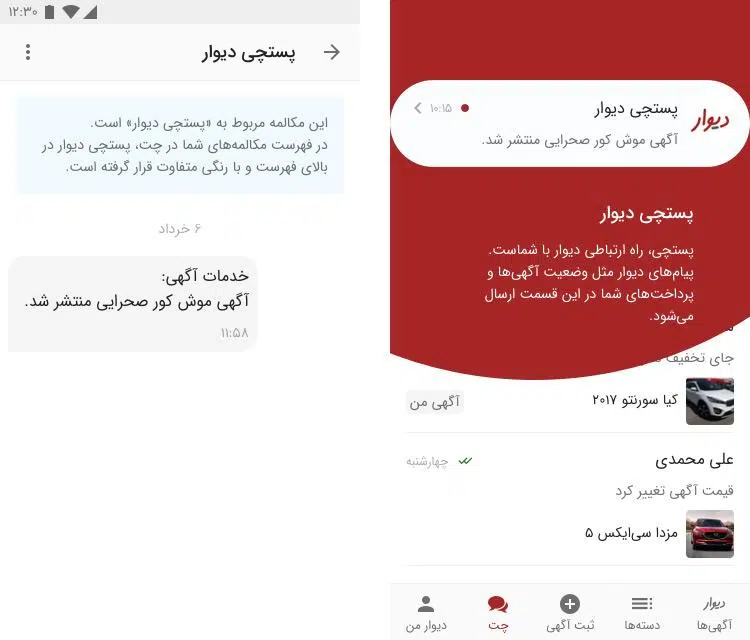 ۱۲:۳۰
پستچی دیوار
این مکالمه مربوط به «پستچی دیوار» است.
در فهرست مکالمه‌های شما در چت، پستچی دیوار در
بالای فهرست و با رنگی متفاوت قرار گرفته است.
۶ خرداد
خدمات آگهی:
آگهی موش کور صحرایی منتشر شد.
۱۱:۵۸
دیوار
پستچی دیوار
۱۰:۱۵
آگهی موش کور صحرایی منتشر شد.
پستچی دیوار
پستچی، راه ارتباطی دیوار با شماست.
پیام‌های دیوار مثل وضعیت آگهی‌ها و
پرداخت‌های شما در این قسمت ارسال
می‌شود.
جای تخفیف
کیا سورنتو ۲۰۱۷
آگهی من
علی محمدی
چهارشنبه
قیمت آگهی تغییر کرد
مزدا سی‌ایکس ۵
دیوار
آگهی‌ها
دسته‌ها
ثبت آگهی
چت
دیوار من